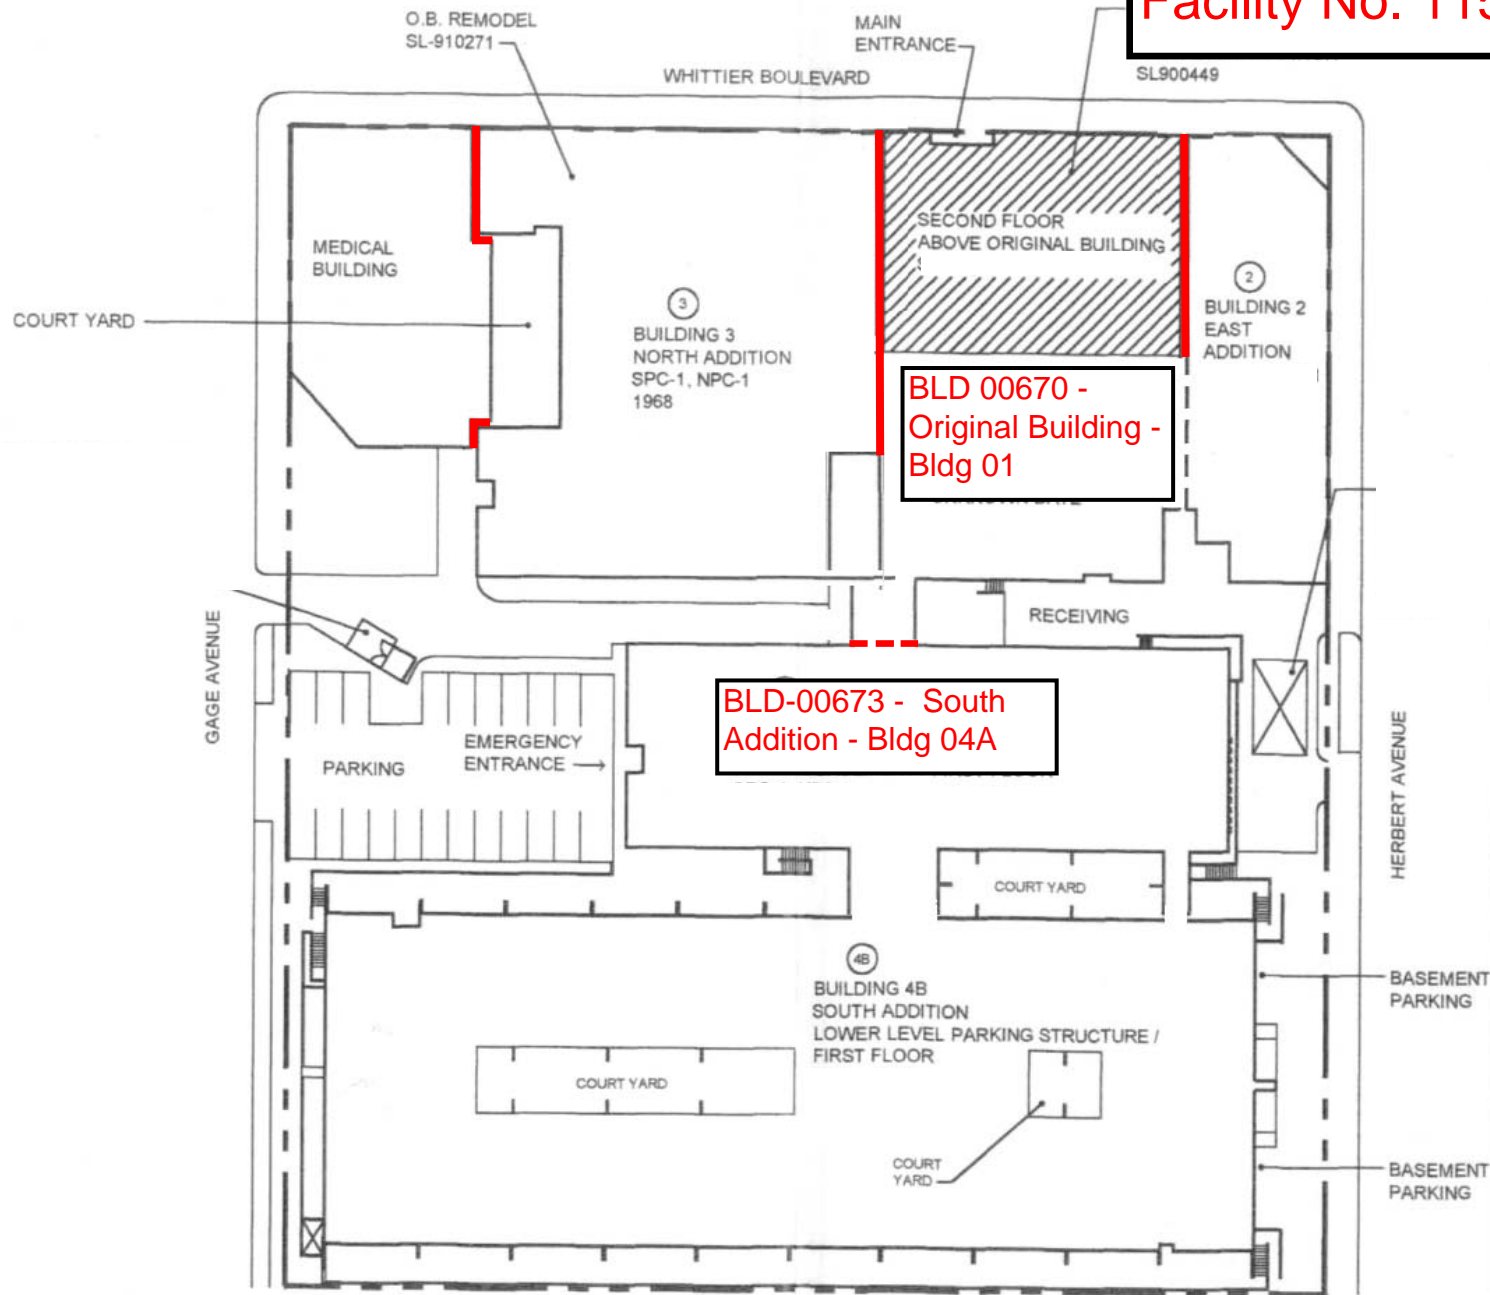 O.B. REMODEL
SL-910271
MAIN
ENTRANCE
WHITTIER BOULEVARD
Facility No. 115
SL900449
MEDICAL
BUILDING
COURT YARD
3
BUILDING 3
NORTH ADDITION
SPC-1, NPC-1
1968
SECOND FLOOR
ABOVE ORIGINAL BUILDING
2
BUILDING 2
EAST
ADDITION
BLD 00670 -
Original Building -
Bldg 01
RECEIVING
GAGE AVENUE
BLD-00673 - South
Addition - Bldg 04A
PARKING
EMERGENCY
ENTRANCE
HERBERT AVENUE
COURT YARD
4B
BUILDING 4B
SOUTH ADDITION
LOWER LEVEL PARKING STRUCTURE /
FIRST FLOOR
BASEMENT
PARKING
COURT YARD
COURT
YARD
BASEMENT
PARKING